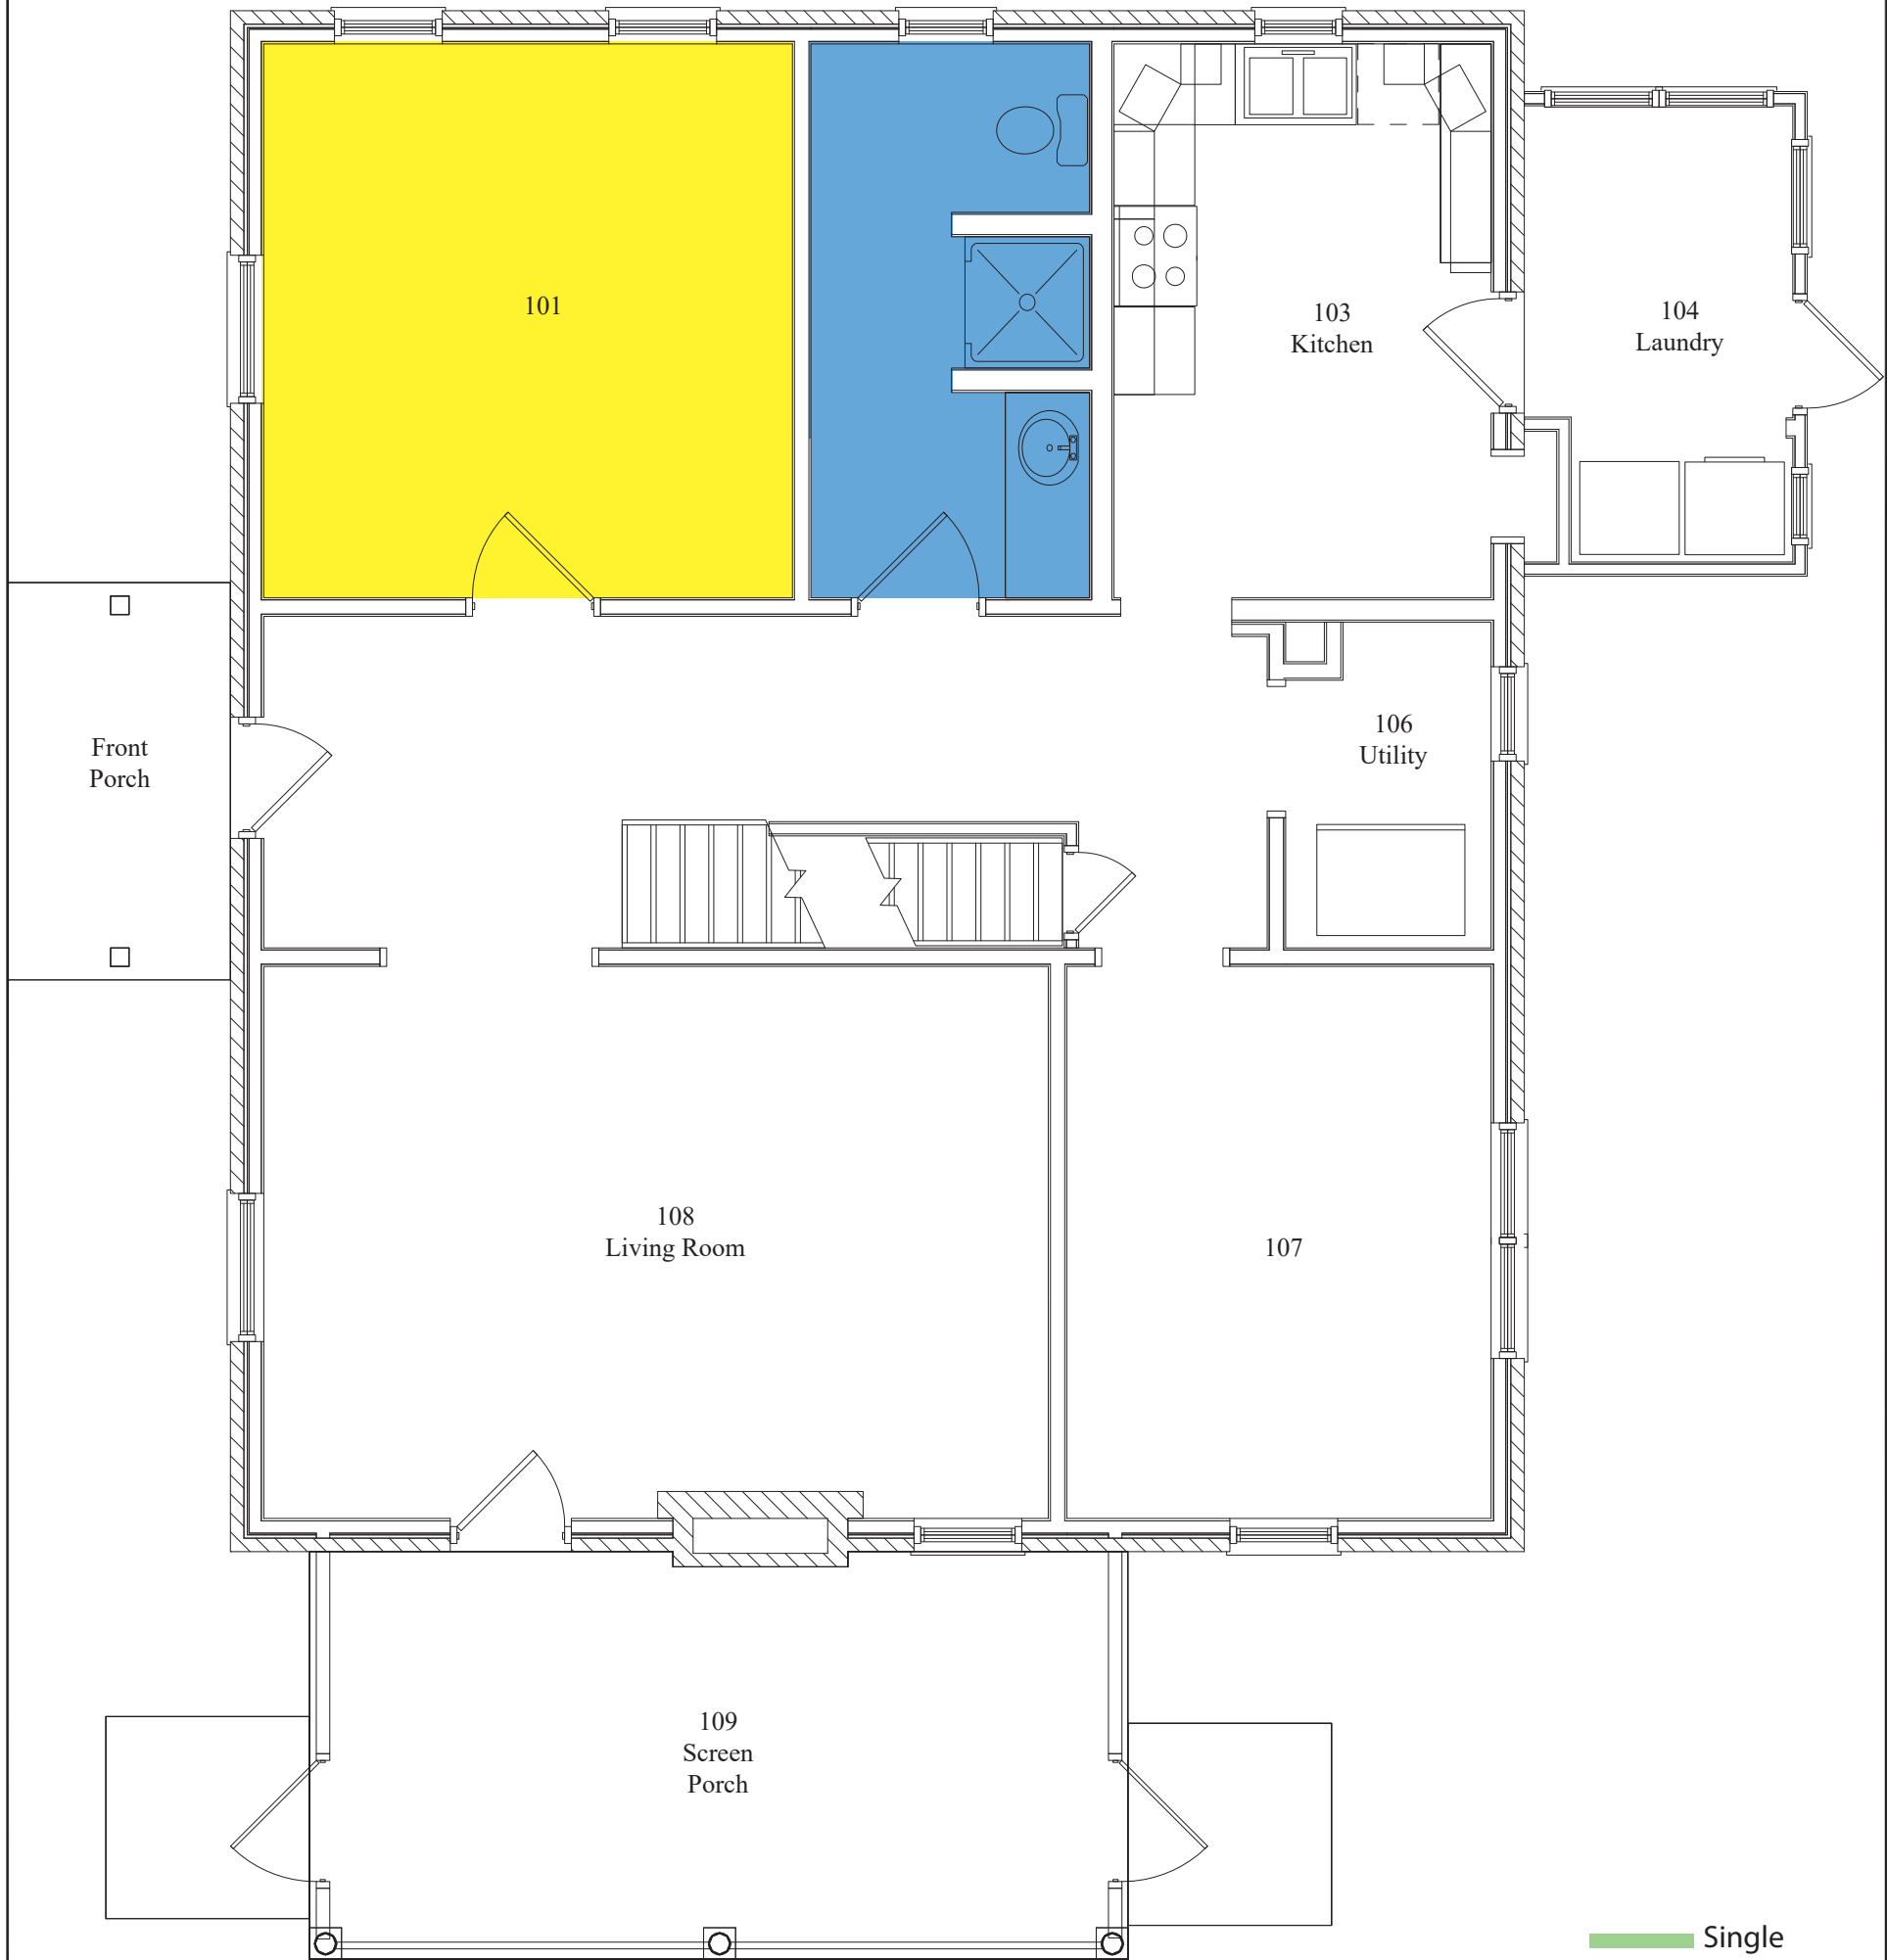 101
103
Kitchen
104
Laundry
Front
Porch
106
Utility
108
Living Room
107
109
Screen
Porch
Single